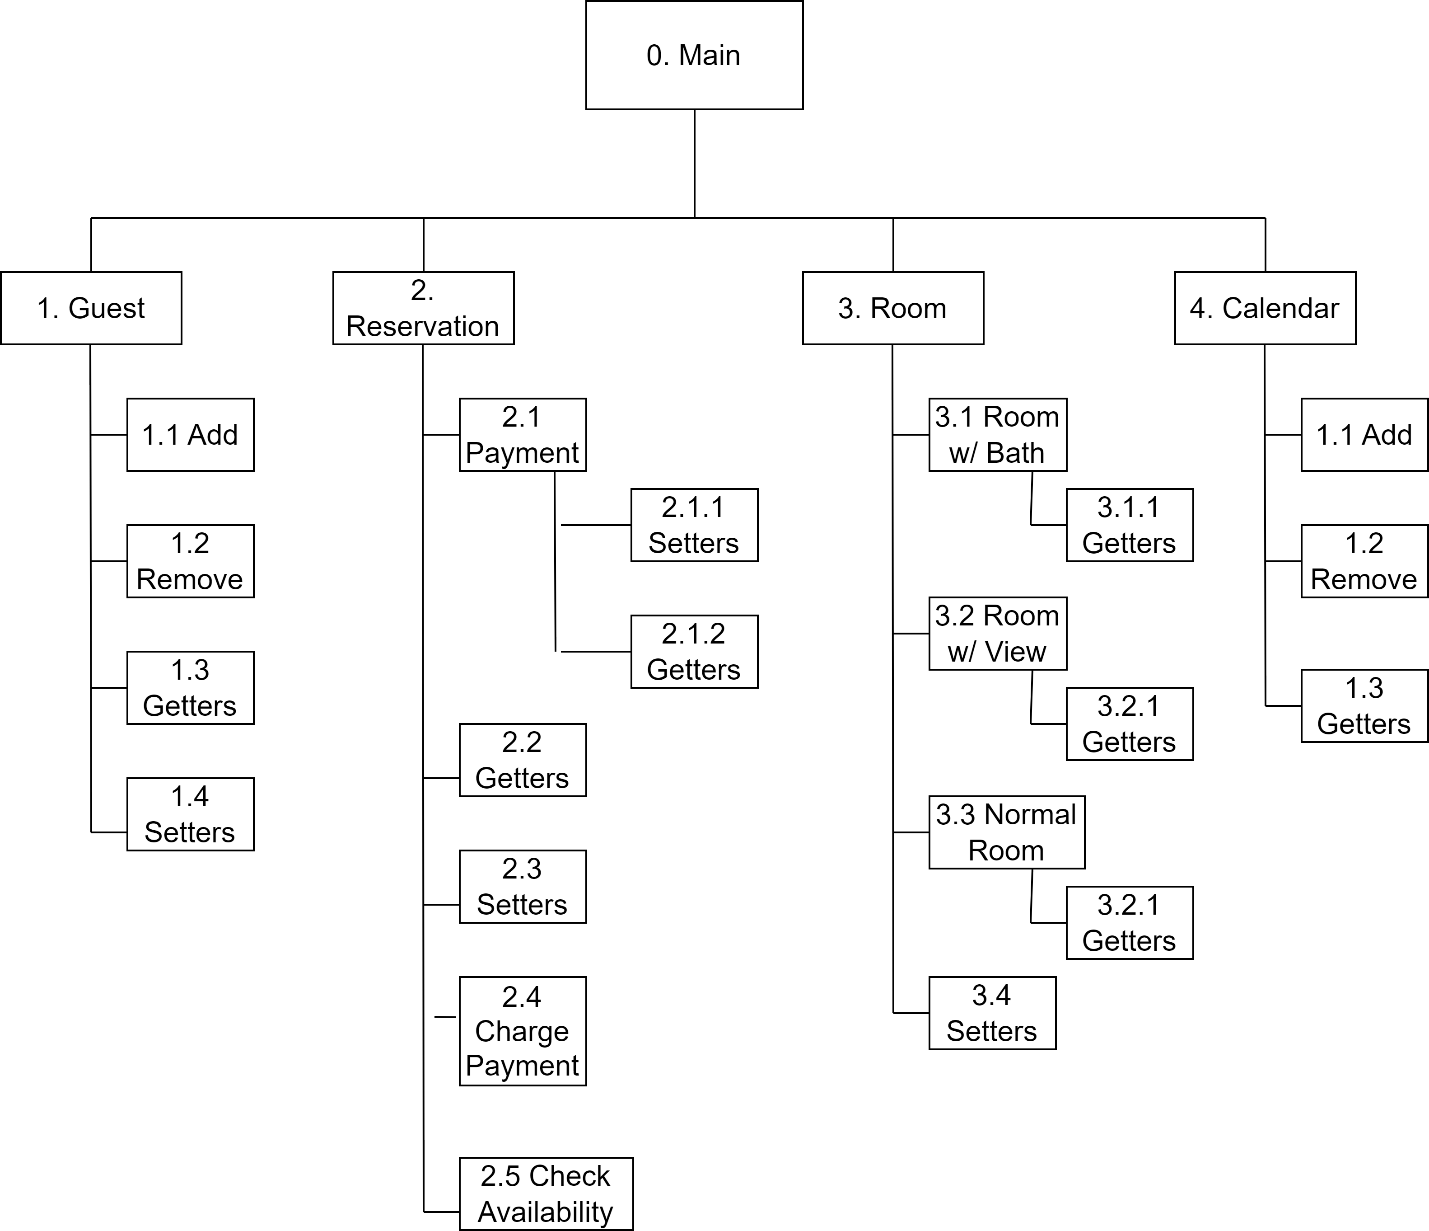 0. Main
1. Guest
1.1 Add
1.2
Remove
1.3
Getters
1.4
Setters
2.
Reservation
2.1
Payment
2.1.1
Setters
2.1.2
Getters
2.2
Getters
2.3
Setters
2.4
Charge
Payment
2.5 Check
Availability
3. Room
3.1 Room
w/ Bath
3.1.1
Getters
3.2 Room
w/ View
3.2.1
Getters
3.3 Normal
Room
3.2.1
Getters
3.4
Setters
4. Calendar
1.1 Add
1.2
Remove
1.3
Getters